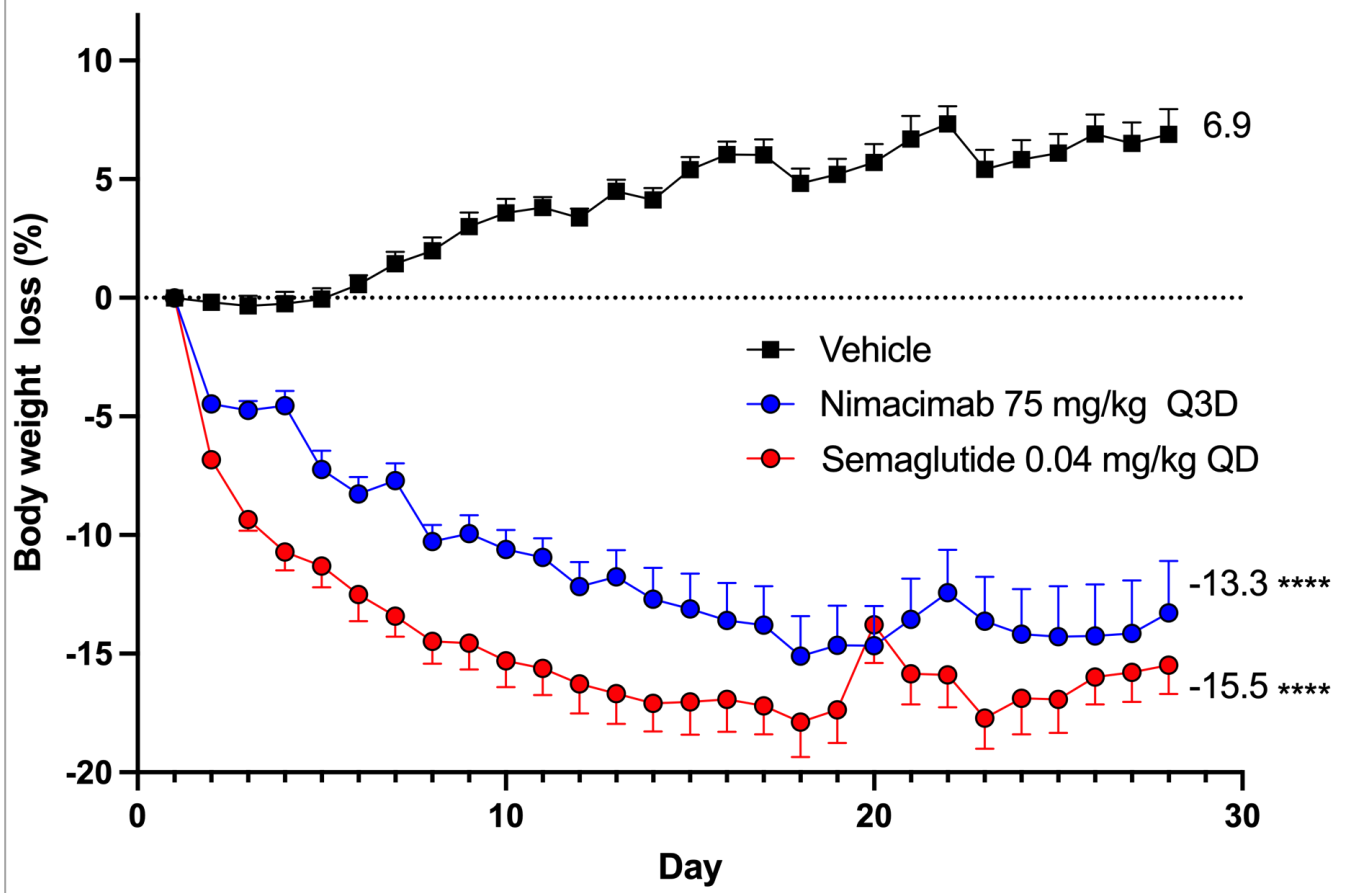 10
5
0
-5
-10
-15
-20
Body weight loss (%)
6.9
Vehicle
Nimacimab 75 mg/kg Q3D
Semaglutide 0.04 mg/kg QD
-13.3 ****
-15.5 ****
0 10 20 30
Day